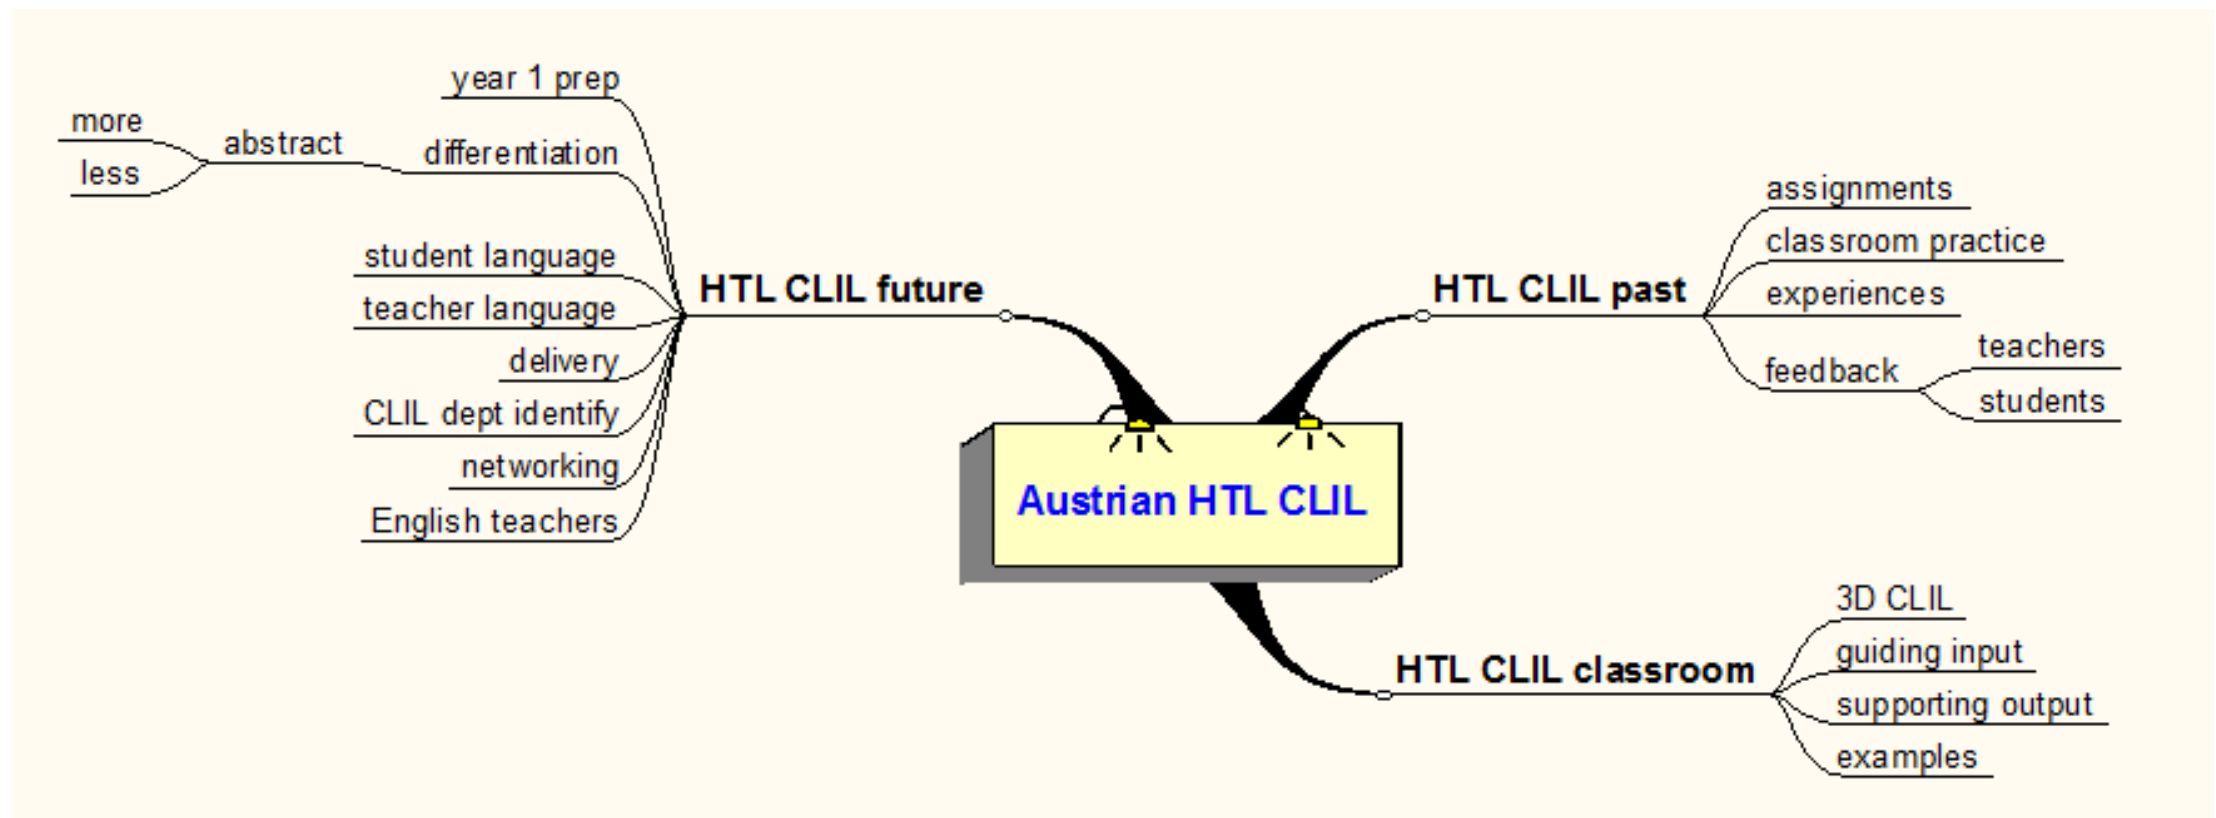 year 1 prep
more
less
abstract
differentiation
student language
teacher language
delivery
CLIL dept identify
networking
English teachers
HTL CLIL future
HTL CLIL past
assignments
classroom practice
experiences
feedback
teachers
students
Austrian HTL CLIL
HTL CLIL classroom
3D CLIL
guiding input
supporting output
examples